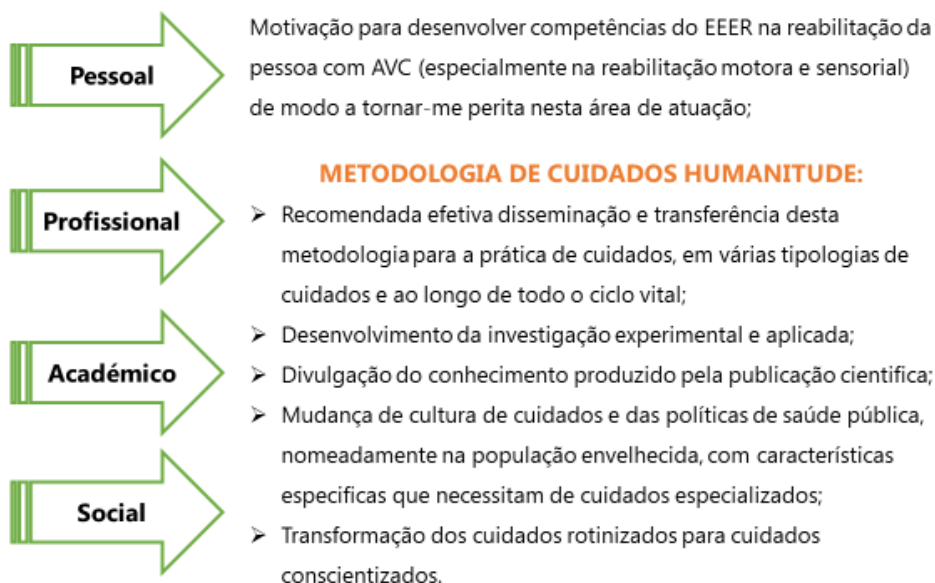 Pessoal
Motivação para desenvolver competências do EEER na reabilitação da
pessoa com AVC (especialmente na reabilitação motora e sensorial)
de modo a tornar-me perita nesta área de atuação;
METODOLOGIA DE CUIDADOS HUMANITUDE:
Profissional
➢ Recomendada efetiva disseminação e transferência desta
metodologia para a prática de cuidados, em várias tipologias de
cuidados e ao longo de todo o ciclo vital;
➢ Desenvolvimento da investigação experimental e aplicada;
Académico
➢ Divulgação do conhecimento produzido pela publicação cientifica;
➢ Mudança de cultura de cuidados e das políticas de saúde pública,
nomeadamente na população envelhecida, com características
especificas que necessitam de cuidados especializados;
Social
➢ Transformação dos cuidados rotinizados para cuidados
conscientizados.